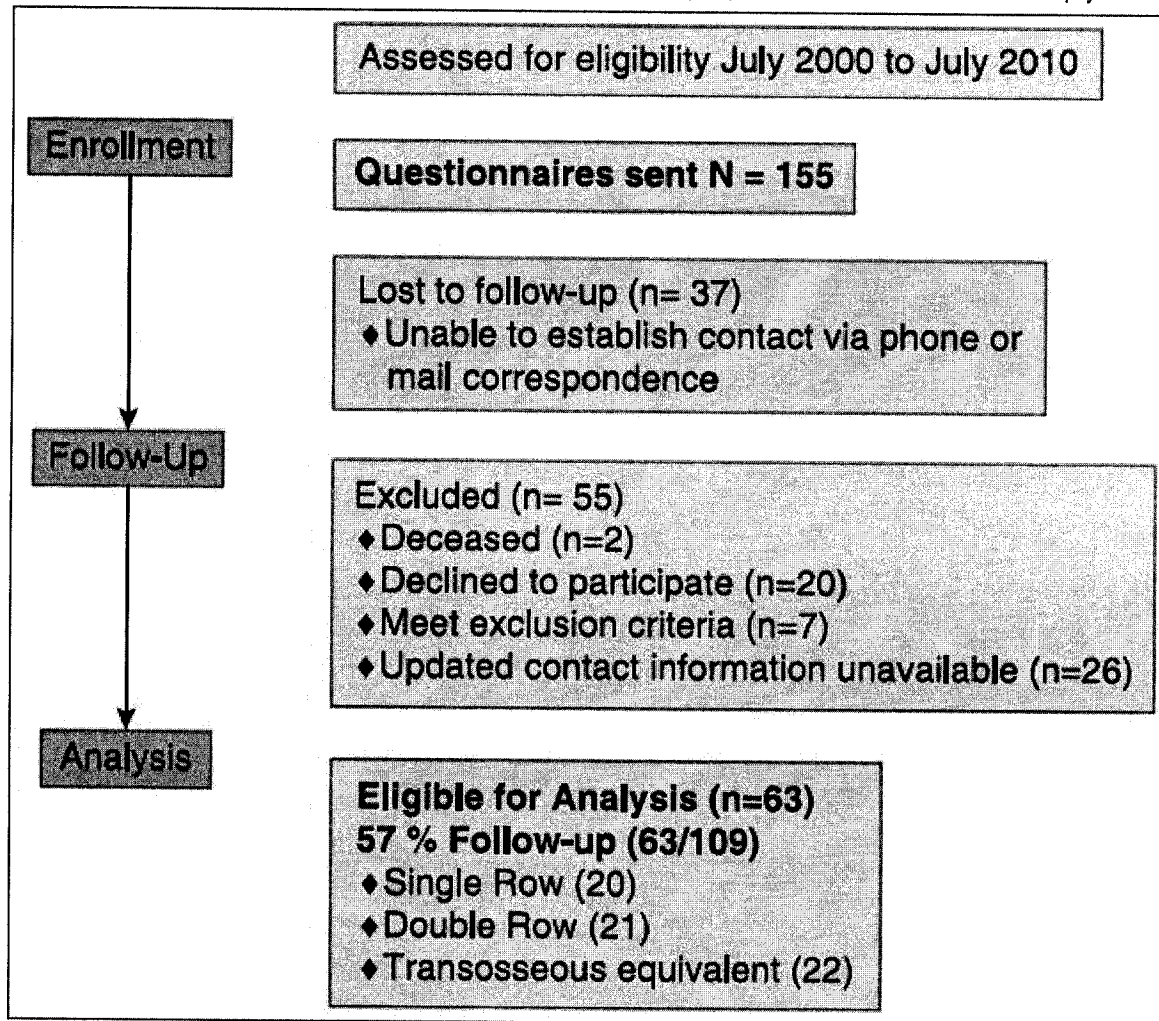 Assessed for eligibility July 2000 to July 2010
Enrollment
Questionnaires sent N = 155
Lost to follow-up (n= 37)
♦Unable to establish contact via phone or
mail correspondence
Follow-Up
Excluded (n= 55)
♦Deceased (n=2)
♦Declined to participate (n=20)
♦Meet exclusion criteria (n=7)
♦Updated contact information unavailable (n=26)
Analysis
Eligible for Analysis (n=63)
57 % Follow-up (63/109)
♦Single Row (20)
♦Double Row (21)
♦Transosseous equivalent (22)